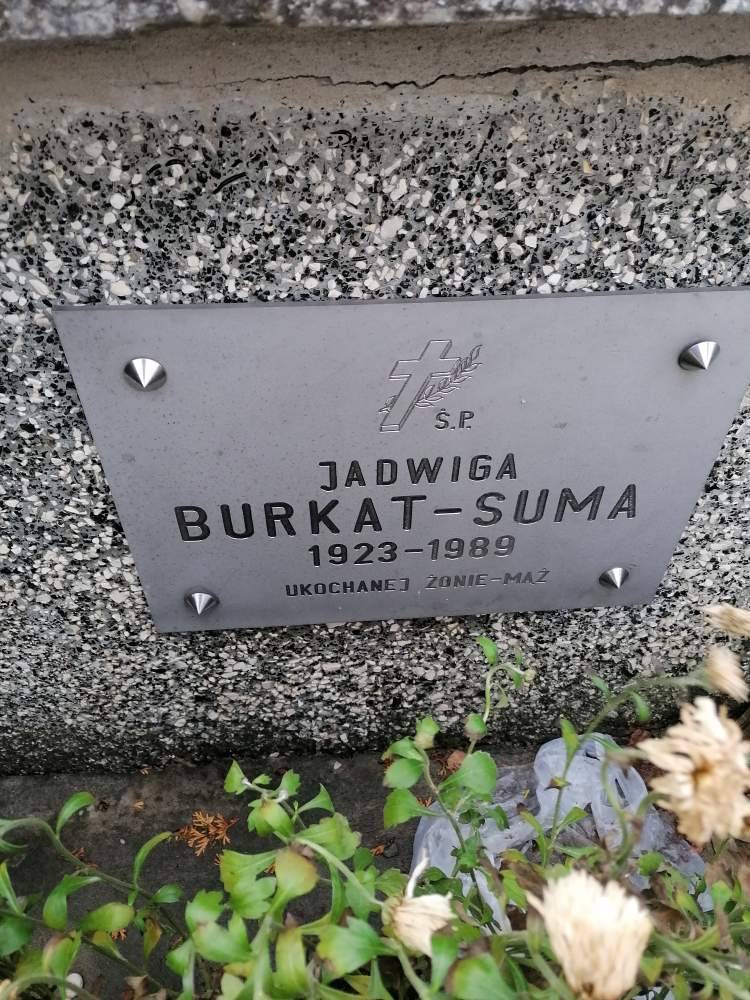 Ś.P.
JADWIGA
BURKAT-SUMA
1923-1989
UKOCHANEJ ŻONIE-MĄŻ